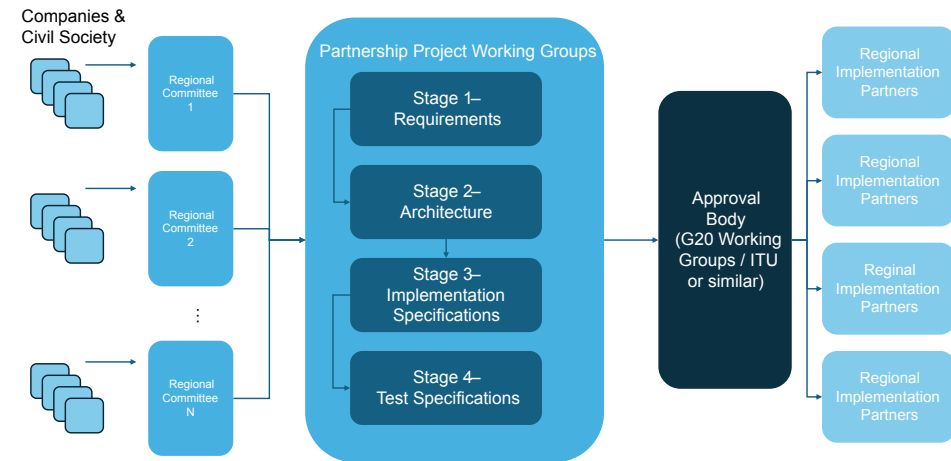 Companies &
Civil Society
Regional
Committee
1
Regional
Committee
2
⋮
Regional
Committee
N
Partnership Project Working Groups
Stage 1–
Requirements
Stage 2–
Architecture
Stage 3–
Implementation
Specifications
Stage 4–
Test Specifications
Approval
Body
(G20 Working
Groups / ITU
or similar)
Regional
Implementation
Partners
Regional
Implementation
Partners
Reginal
Implementation
Partners
Regional
Implementation
Partners